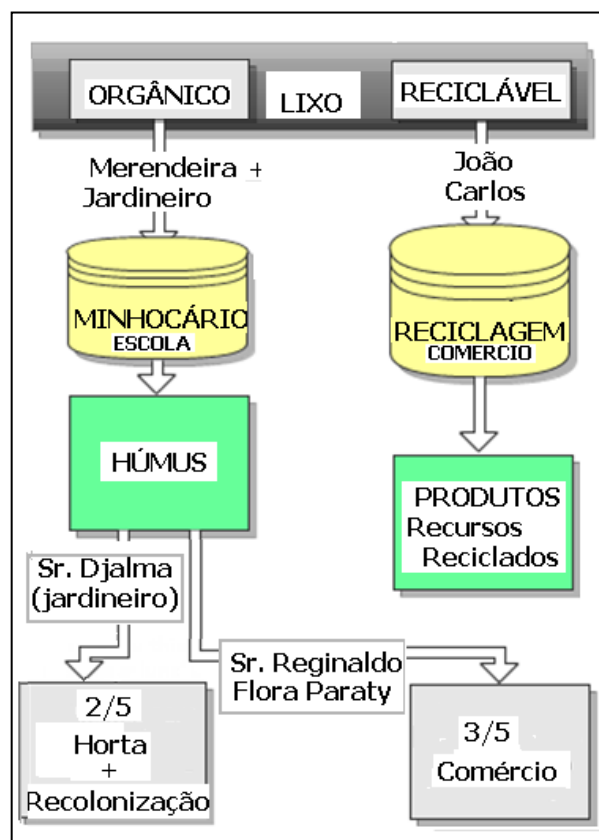 ORGÂNICO
LIXO
RECICLÁVEL
Merendeira +
Jardineiro
João
Carlos
MINHOCÁRIO
ESCOLA
RECICLAGEM
COMERCIO
HÚMUS
PRODUTOS
Recursos
Reciclados
Sr. Djalma
(jardineiro)
Sr. Reginaldo
Flora Paraty
2/5
Horta
+
Recolonização
3/5
Comércio